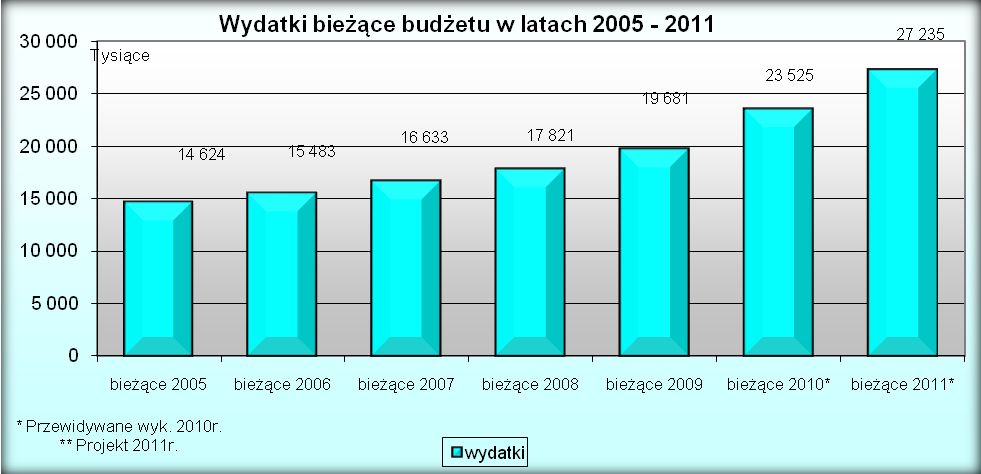 Wydatki bieżące budżetu w latach 2005 - 2011
30 000
25 000
20 000
15 000
10 000
5 000
0
Tysiące
14 624
15 483
16 633
17 821
19 681
23 525
27 235
bieżące 2005
bieżące 2006
bieżące 2007
bieżące 2008
bieżące 2009
bieżące 2010*
bieżące 2011*
* Przewidywane wyk. 2010r.
** Projekt 2011r.
wydatki